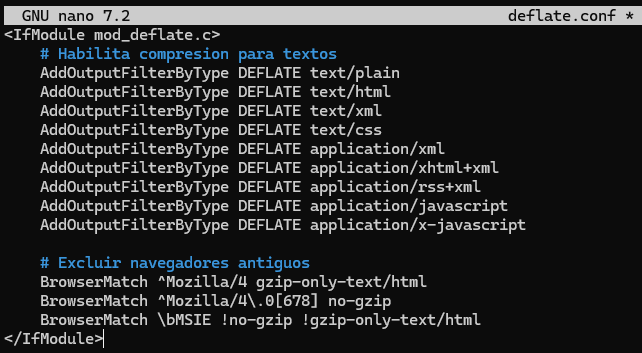 GNU nano 7.2 deflate.conf *
<IfModule mod_deflate.c>
# Habilita compresion para textos
AddOutputFilterByType DEFLATE text/plain
AddOutputFilterByType DEFLATE text/html
AddOutputFilterByType DEFLATE text/xml
AddOutputFilterByType DEFLATE text/css
AddOutputFilterByType DEFLATE application/xml
AddOutputFilterByType DEFLATE application/xhtml+xml
AddOutputFilterByType DEFLATE application/rss+xml
AddOutputFilterByType DEFLATE application/javascript
AddOutputFilterByType DEFLATE application/x-javascript
# Excluir navegadores antiguos
BrowserMatch ^Mozilla/4 gzip-only-text/html
BrowserMatch ^Mozilla/4\.0[678] no-gzip
BrowserMatch \bMSIE !no-gzip !gzip-only-text/html
</IfModule>